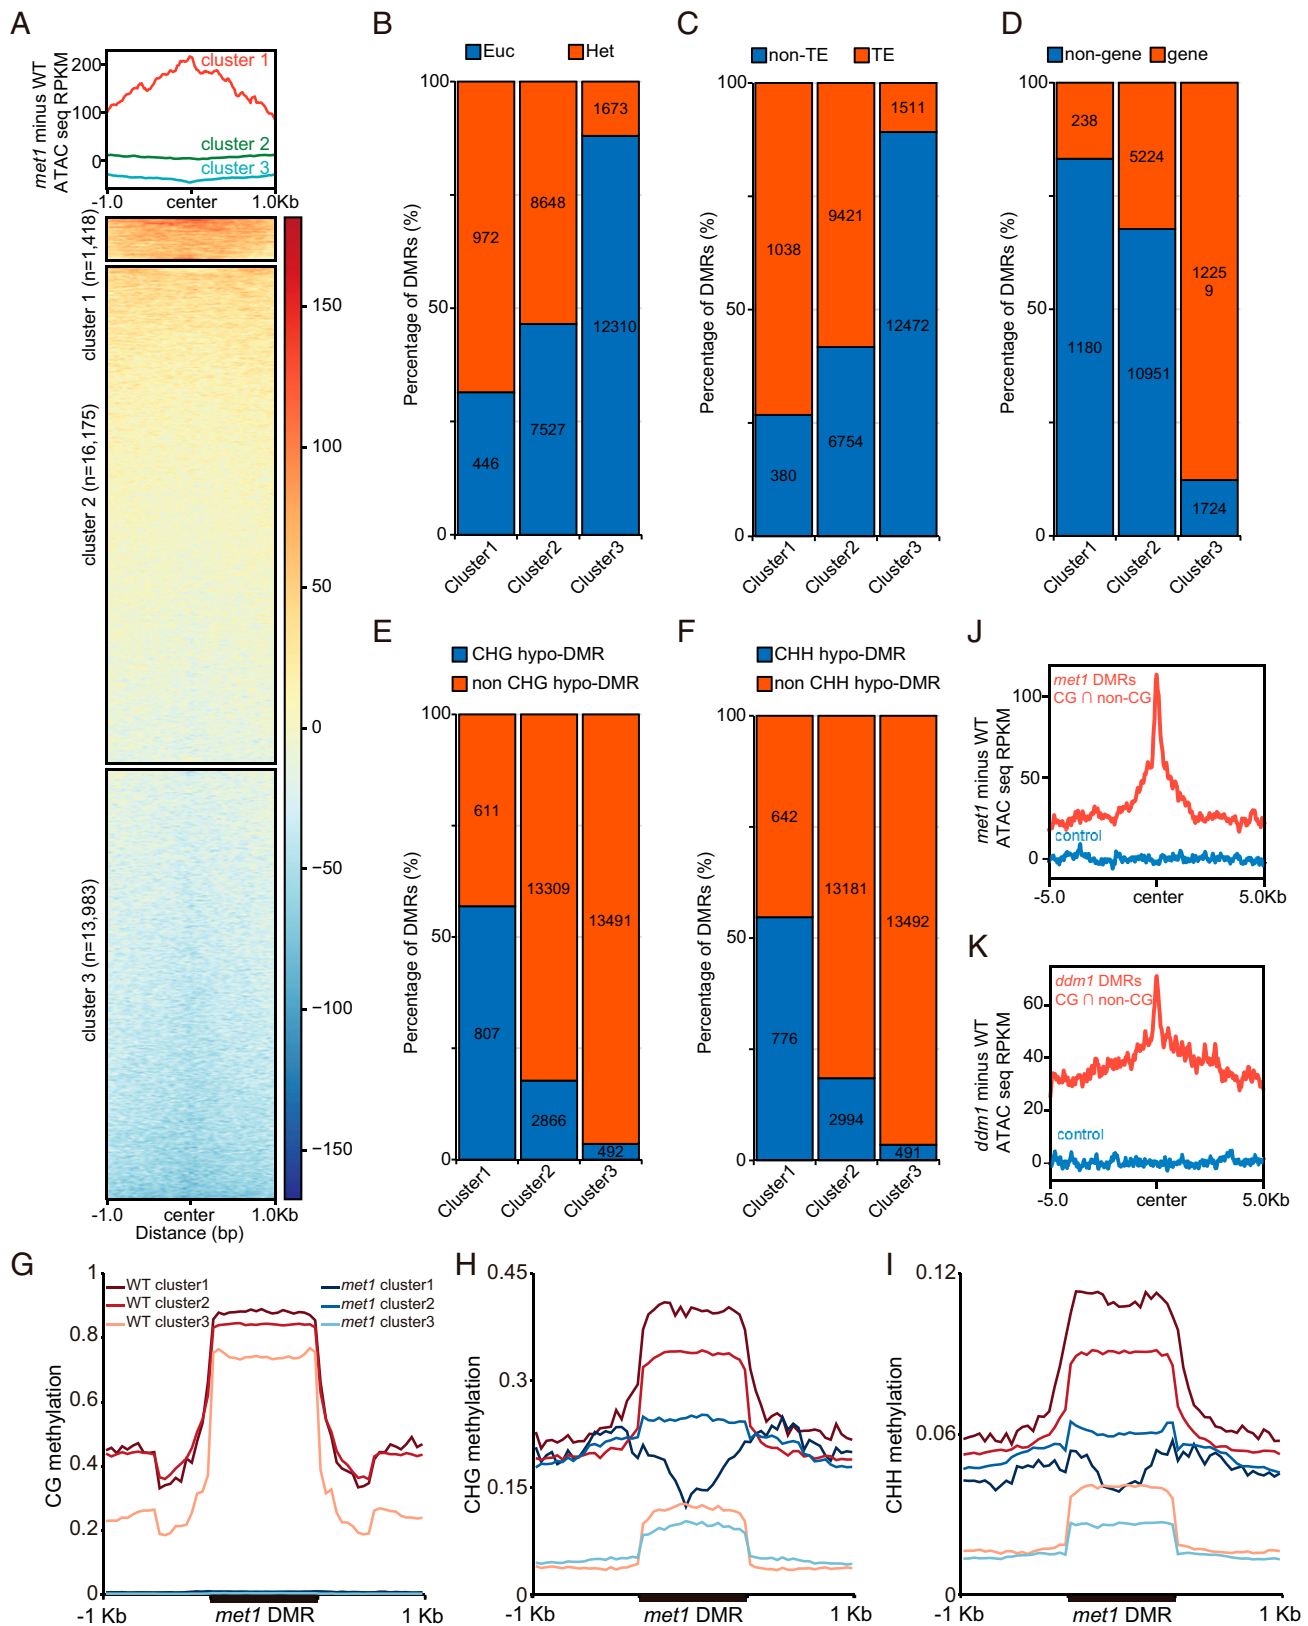 A
met1 minus WT
ATAC seq RPKM
200
100
0
cluster 1
cluster 2
cluster 3
-1.0 center 1.0Kb
cluster 1 (n=1,418)
cluster 2 (n=16,175)
cluster 3 (n=13,983)
150
100
50
0
−50
−100
−150
-1.0 center 1.0Kb
Distance (bp)
B
Euc Het
Percentage of DMRs (%)
100
50
0
972
446
8648
7527
1673
12310
Cluster1 Cluster2 Cluster3
C
non-TE TE
Percentage of DMRs (%)
100
50
0
1038
380
9421
6754
1511
12472
Cluster1 Cluster2 Cluster3
D
non-gene gene
Percentage of DMRs (%)
100
50
0
238
1180
5224
10951
1225
9
1724
Cluster1 Cluster2 Cluster3
E
CHG hypo-DMR
non CHG hypo-DMR
Percentage of DMRs (%)
100
50
0
611
807
13309
2866
13491
492
Cluster1 Cluster2 Cluster3
F
CHH hypo-DMR
non CHH hypo-DMR
Percentage of DMRs (%)
100
50
0
642
776
13181
2994
13492
491
Cluster1 Cluster2 Cluster3
J
met1 minus WT
ATAC seq RPKM
100
50
0
met1 DMRs
CG ∩ non-CG
control
-5.0 center 5.0Kb
K
ddm1 minus WT
ATAC seq RPKM
60
40
20
0
ddm1 DMRs
CG ∩ non-CG
control
-5.0 center 5.0Kb
G
CG methylation
1
0.8
0.6
0.4
0.2
0
WT cluster1
WT cluster2
WT cluster3
met1 cluster1
met1 cluster2
met1 cluster3
-1 Kb met1 DMR 1 Kb
H
CHG methylation
0.45
0.3
0.15
0
-1 Kb met1 DMR 1 Kb
I
CHH methylation
0.12
0.06
0
-1 Kb met1 DMR 1 Kb